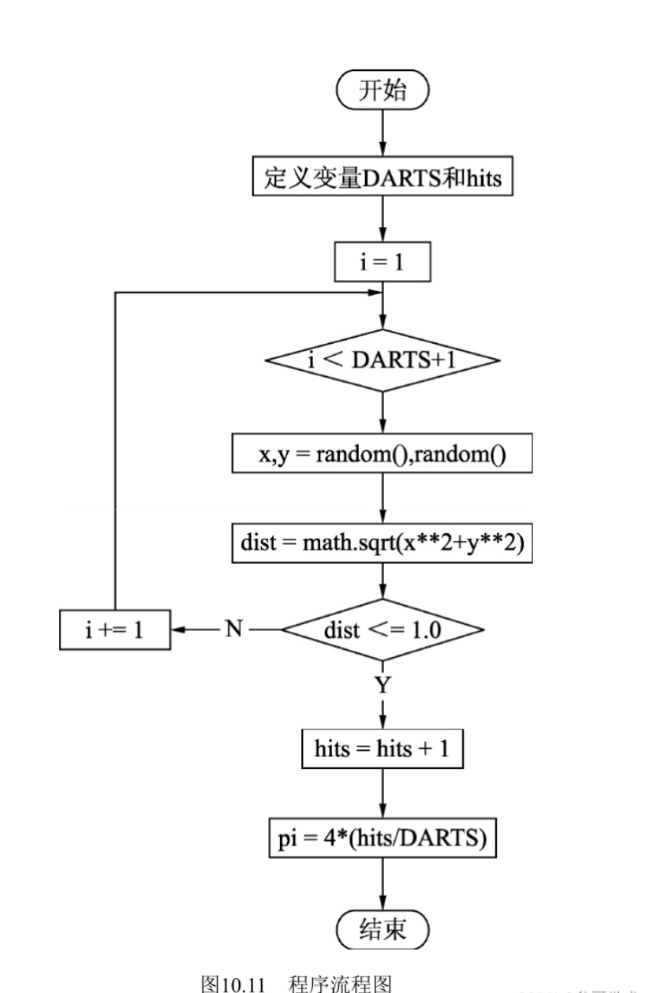 开始
定义变量DARTS和hits
i = 1
i < DARTS+1
x,y = random(),random()
dist = math.sqrt(x**2+y**2)
dist <= 1.0
N
i += 1
Y
hits = hits + 1
pi = 4*(hits/DARTS)
结束
图10.11 程序流程图